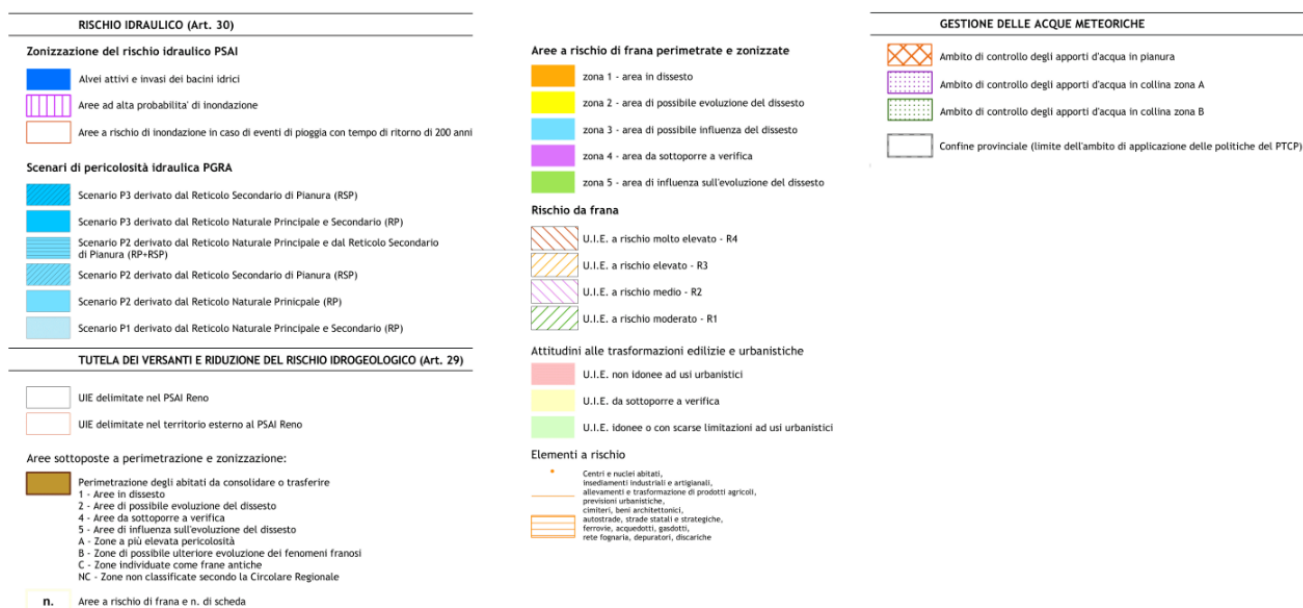 RISCHIO IDRAULICO (Art. 30)
Zonizzazione del rischio idraulico PSAI
Alvei attivi e invasi dei bacini idrici
Aree ad alta probabilita' di inondazione
Aree a rischio di inondazione in caso di eventi di pioggia con tempo di ritorno di 200 anni
Scenari di pericolosità idraulica PGRA
Scenario P3 derivato dal Reticolo Secondario di Pianura (RSP)
Scenario P3 derivato dal Reticolo Naturale Principale e Secondario (RP)
Scenario P2 derivato dal Reticolo Naturale Principale e dal Reticolo Secondario
di Pianura (RP+RSP)
Scenario P2 derivato dal Reticolo Secondario di Pianura (RSP)
Scenario P2 derivato dal Reticolo Naturale Prinicpale (RP)
Scenario P1 derivato dal Reticolo Naturale Principale e Secondario (RP)
TUTELA DEI VERSANTI E RIDUZIONE DEL RISCHIO IDROGEOLOGICO (Art. 29)
UIE delimitate nel PSAI Reno
UIE delimitate nel territorio esterno al PSAI Reno
Aree sottoposte a perimetrazione e zonizzazione:
Perimetrazione degli abitati da consolidare o trasferire
1 - Aree in dissesto
2 - Aree di possibile evoluzione del dissesto
4 - Aree da sottoporre a verifica
5 - Aree di influenza sull'evoluzione del dissesto
A - Zone a più elevata pericolosità
B - Zone di possibile ulteriore evoluzione dei fenomeni franosi
C - Zone individuate come frane antiche
NC - Zone non classificate secondo la Circolare Regionale
n. Aree a rischio di frana e n. di scheda
Aree a rischio di frana perimetrate e zonizzate
zona 1 - area in dissesto
zona 2 - area di possibile evoluzione del dissesto
zona 3 - area di possibile influenza del dissesto
zona 4 - area da sottoporre a verifica
zona 5 - area di influenza sull'evoluzione del dissesto
Rischio da frana
U.I.E. a rischio molto elevato - R4
U.I.E. a rischio elevato - R3
U.I.E. a rischio medio - R2
U.I.E. a rischio moderato - R1
Attitudini alle trasformazioni edilizie e urbanistiche
U.I.E. non idonee ad usi urbanistici
U.I.E. da sottoporre a verifica
U.I.E. idonee o con scarse limitazioni ad usi urbanistici
Elementi a rischio
Centri e nuclei abitati,
insediamenti industriali e artigianali,
allevamenti e trasformazione di prodotti agricoli,
previsioni urbanistiche,
cimiteri, beni architettonici,
autostrade, strade statali e strategiche,
ferrovie, acquedotti, gasdotti,
rete fognaria, depuratori, discariche
GESTIONE DELLE ACQUE METEORICHE
Ambito di controllo degli apporti d'acqua in pianura
Ambito di controllo degli apporti d'acqua in collina zona A
Ambito di controllo degli apporti d'acqua in collina zona B
Confine provinciale (limite dell'ambito di applicazione delle politiche del PTCP)